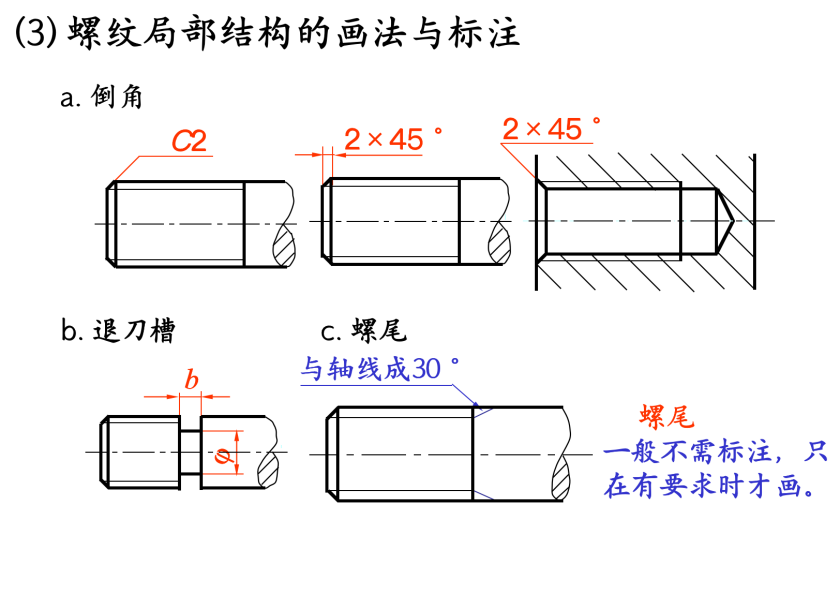 (3) 螺纹局部结构的画法与标注
a. 倒角
C2
2×45°
2×45°
b. 退刀槽
c. 螺尾
与轴线成30°
b
φ
螺尾
一般不需标注，只
在有要求时才画。